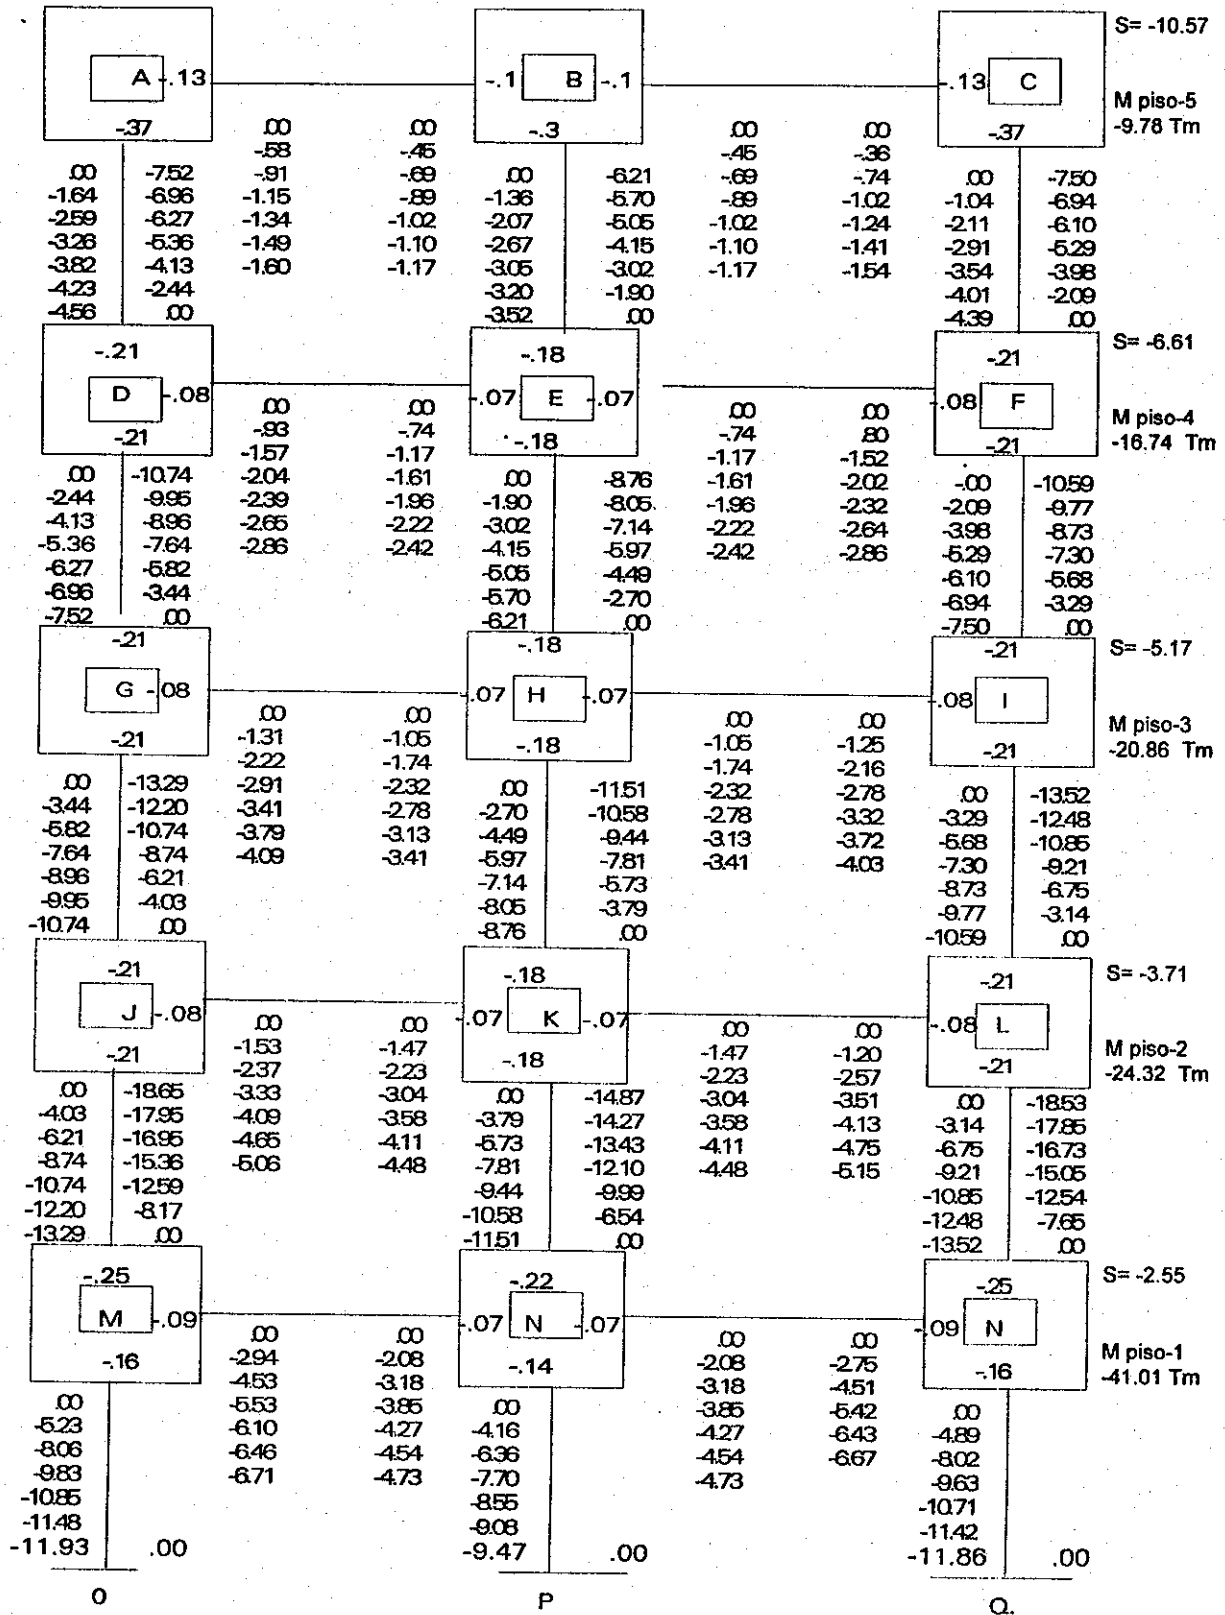 S= -10.57
A -.13 -.1 B -.1 -.13 C
M piso-5
-9.78 Tm
-.37 -.3 -.37
.00 .00 .00 .00
-.58 -.45 -.45 -.36
.00 -7.52 -.91 -.69 .00 -6.21 -.69 -.74 .00 -7.50
-1.64 -6.96 -1.15 -.89 -1.36 -5.70 -.89 -1.02 -1.04 -6.94
-2.59 -6.27 -1.34 -1.02 -2.07 -5.05 -1.02 -1.24 -2.11 -6.10
-3.26 -5.36 -1.49 -1.10 -2.67 -4.15 -1.10 -1.41 -2.91 -5.29
-3.82 -4.13 -1.60 -1.17 -3.05 -3.02 -1.17 -1.54 -3.54 -3.98
-4.23 -2.44 -3.20 -1.90 -4.01 -2.09
-4.56 .00 -3.52 .00 -4.39 .00
-.21 -.18 -.21 S= -6.61
D -.08 -.07 E -.07 -.08 F
M piso-4
-16.74 Tm
-.21 -.18 -.21
.00 .00 .00 .00
-.93 -.74 -.74 .80
-1.57 -1.17 -1.17 -1.52
.00 -10.74 -2.04 -1.61 .00 -8.76 -1.61 -2.02 -.00 -10.59
-2.44 -9.95 -2.39 -1.96 -1.90 -8.05 -1.96 -2.32 -2.09 -9.77
-4.13 -8.96 -2.65 -2.22 -3.02 -7.14 -2.22 -2.64 -3.98 -8.73
-5.36 -7.64 -2.86 -2.42 -4.15 -5.97 -2.42 -2.86 -5.29 -7.30
-6.27 -5.82 -5.05 -4.49 -6.10 -5.68
-6.96 -3.44 -5.70 -2.70 -6.94 -3.29
-7.52 .00 -6.21 .00 -7.50 .00
-.21 -.18 -.21 S= -5.17
G -.08 -.07 H -.07 -.08 I
M piso-3
-20.86 Tm
-.21 -.18 -.21
.00 .00 .00 .00
-1.31 -1.05 -1.05 -1.25
-2.22 -1.74 -1.74 -2.16
.00 -13.29 -2.91 -2.32 .00 -11.51 -2.32 -2.78 .00 -13.52
-3.44 -12.20 -3.41 -2.78 -2.70 -10.58 -2.78 -3.32 -3.29 -12.48
-5.82 -10.74 -3.79 -3.13 -4.49 -9.44 -3.13 -3.72 -5.68 -10.85
-7.64 -8.74 -4.09 -3.41 -5.97 -7.81 -3.41 -4.03 -7.30 -9.21
-8.96 -6.21 -7.14 -5.73 -8.73 -6.75
-9.95 -4.03 -8.05 -3.79 -9.77 -3.14
-10.74 .00 -8.76 .00 -10.59 .00
-.21 -.18 -.21 S= -3.71
J -.08 -.07 K -.07 -.08 L
M piso-2
-24.32 Tm
-.21 -.18 -.21
.00 .00 .00 .00
-1.53 -1.47 -1.47 -1.20
-2.37 -2.23 -2.23 -2.57
.00 -18.65 -3.33 -3.04 .00 -14.87 -3.04 -3.51 .00 -18.53
-4.03 -17.95 -4.09 -3.58 -3.79 -14.27 -3.58 -4.13 -3.14 -17.85
-6.21 -16.95 -4.65 -4.11 -5.73 -13.43 -4.11 -4.75 -6.75 -16.73
-8.74 -15.36 -5.06 -4.48 -7.81 -12.10 -4.48 -5.15 -9.21 -15.05
-10.74 -12.59 -9.44 -9.99 -10.85 -12.54
-12.20 -8.17 -10.58 -6.54 -12.48 -7.65
-13.29 .00 -11.51 .00 -13.52 .00
-.25 -.22 -.25 S= -2.55
M -.09 -.07 N -.07 -.09 N
M piso-1
-41.01 Tm
-.16 -.14 -.16
.00 .00 .00 .00
-2.94 -2.08 -2.08 -2.75
-4.53 -3.18 -3.18 -4.51
.00 -5.53 -3.85 .00 -3.85 -5.42 .00
-5.23 -6.10 -4.27 -4.16 -4.27 -6.43 -4.89
-8.06 -6.46 -4.54 -6.36 -4.54 -6.67 -8.02
-9.83 -6.71 -4.73 -7.70 -4.73 -9.63
-10.85 -8.55 -10.71
-11.48 -9.08 -11.42
-11.93 .00 -9.47 .00 -11.86 .00
O P Q.